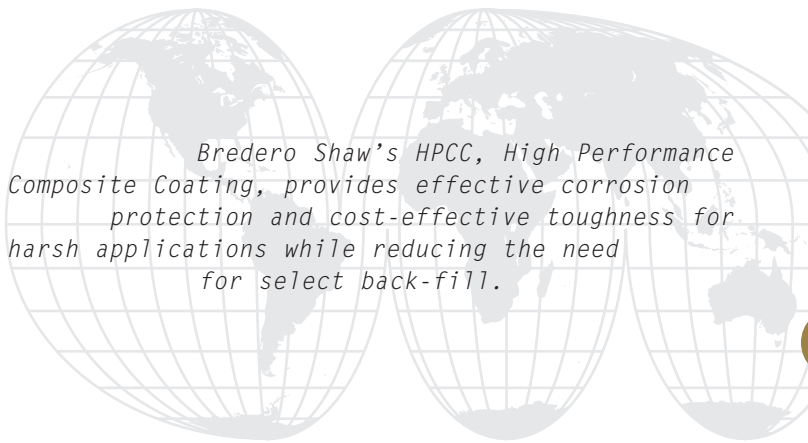 Bredero Shaw's HPCC, High Performance
Composite Coating, provides effective corrosion
protection and cost-effective toughness for
harsh applications while reducing the need
for select back-fill.